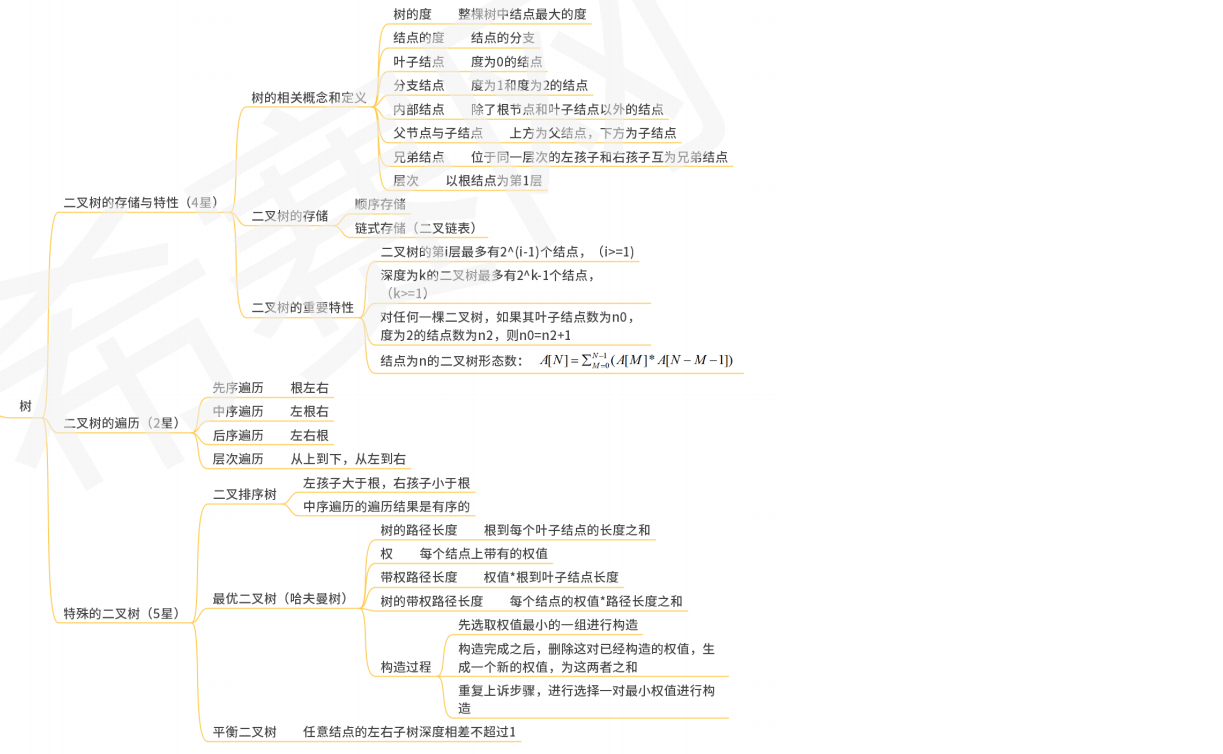 树
二叉树的存储与特性（4星）
树的相关概念和定义
树的度 整棵树中结点最大的度
结点的度 结点的分支
叶子结点 度为0的结点
分支结点 度为1和度为2的结点
内部结点 除了根节点和叶子结点以外的结点
父节点与子结点 上方为父结点，下方为子结点
兄弟结点 位于同一层次的左孩子和右孩子互为兄弟结点
层次 以根结点为第1层
二叉树的存储
顺序存储
链式存储（二叉链表）
二叉树的重要特性
二叉树的第i层最多有2^(i-1)个结点，（i>=1)
深度为k的二叉树最多有2^k-1个结点，
（k>=1）
对任何一棵二叉树，如果其叶子结点数为n0，
度为2的结点数为n2，则n0=n2+1
结点为n的二叉树形态数： A[N]=∑_{M=0}^{N-1}(A[M]*A[N-M-1])
二叉树的遍历（2星）
先序遍历 根左右
中序遍历 左根右
后序遍历 左右根
层次遍历 从上到下，从左到右
特殊的二叉树（5星）
二叉排序树
左孩子大于根，右孩子小于根
中序遍历的遍历结果是有序的
最优二叉树（哈夫曼树）
树的路径长度 根到每个叶子结点的长度之和
权 每个结点上带有的权值
带权路径长度 权值*根到叶子结点长度
树的带权路径长度 每个结点的权值*路径长度之和
构造过程
先选取权值最小的一组进行构造
构造完成之后，删除这对已经构造的权值，生
成一个新的权值，为这两者之和
重复上诉步骤，进行选择一对最小权值进行构
造
平衡二叉树 任意结点的左右子树深度相差不超过1
希赛网